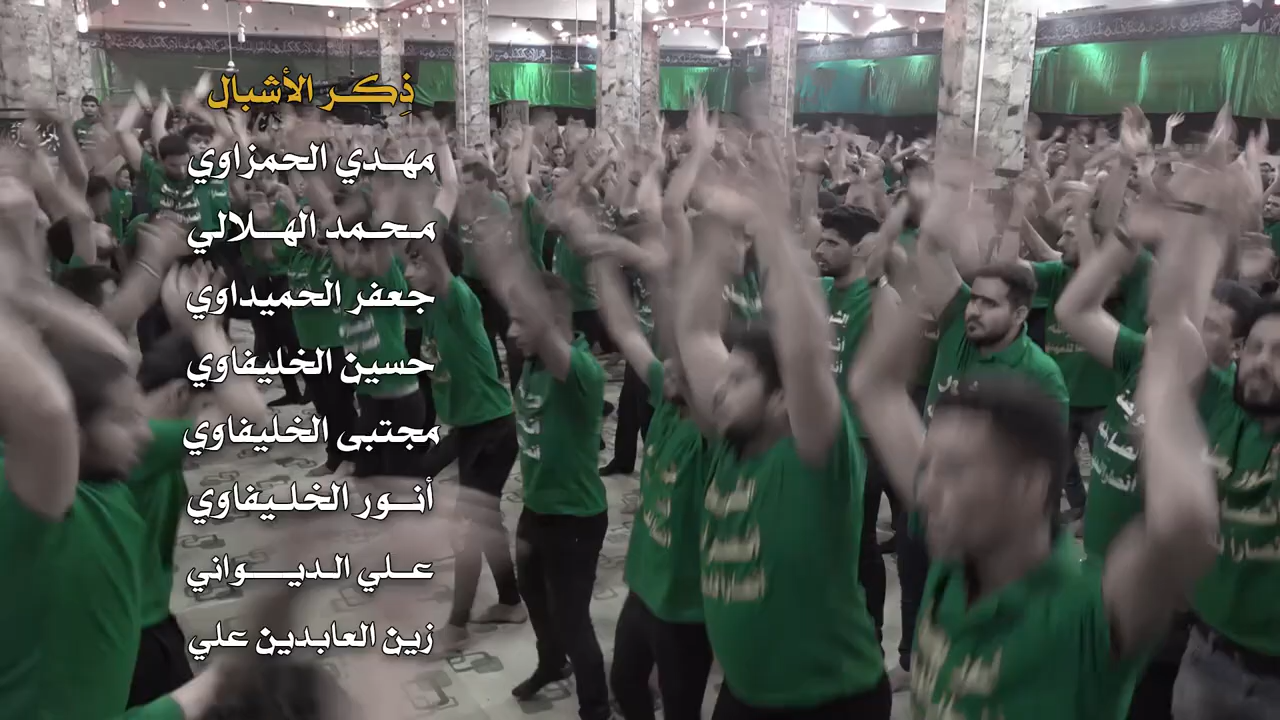 ذِكر الأشبال
مهدي الحمزاوي
محمد الهلالي
جعفر الحميداوي
حسين الخليفاوي
مجتبى الخليفاوي
أنور الخليفاوي
علي الديواني
زين العابدين علي